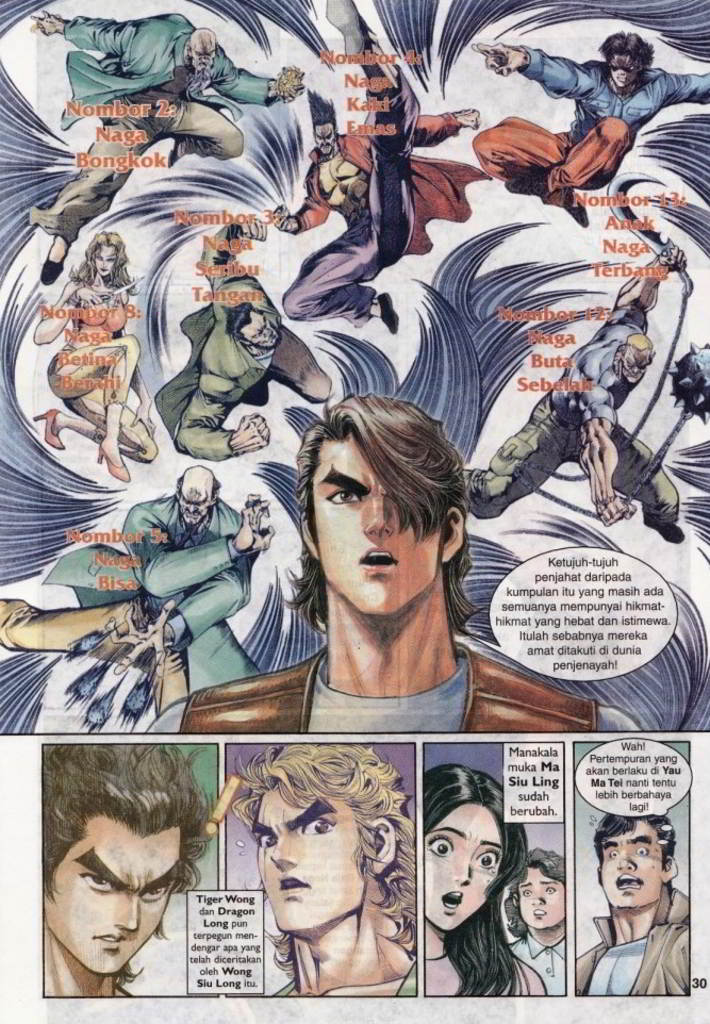 Nombor 2:
Naga
Bongkok
Nombor 4:
Naga
Kaki
Emas
Nombor 13:
Anak
Naga
Terbang
Nombor 3:
Naga
Seribu
Tangan
Nombor 8:
Naga
Betina
Berahi
Nombor 12:
Naga
Buta
Sebelah
Nombor 5:
Naga
Bisa
Ketujuh-tujuh
penjahat daripada
kumpulan itu yang masih ada
semuanya mempunyai hikmat-
hikmat yang hebat dan istimewa.
Itulah sebabnya mereka
amat ditakuti di dunia
penjenayah!
Tiger Wong
dan Dragon
Long pun
terpegun men-
dengar apa yang
telah diceritakan
oleh Wong
Siu Long itu.
!
Manakala
muka Ma
Siu Ling
sudah
berubah.
Wah!
Pertempuran yang
akan berlaku di Yau
Ma Tei nanti tentu
lebih berbahaya
lagi!
30